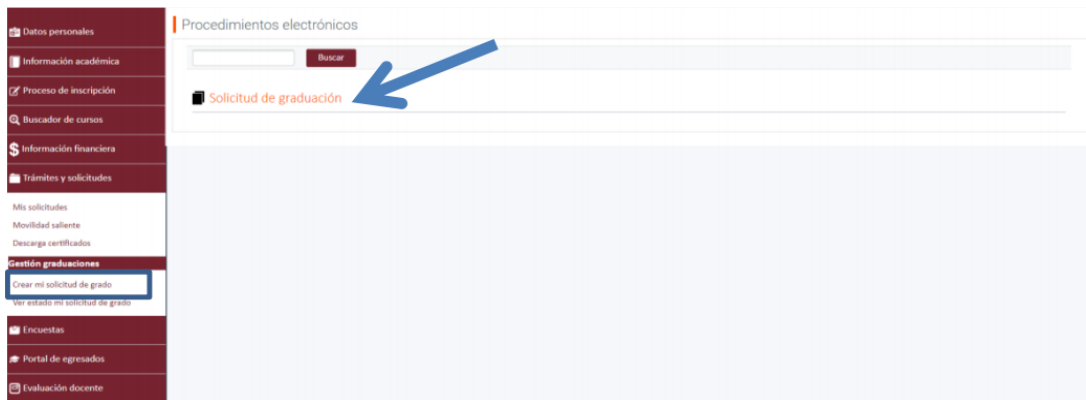 Datos personales
Información académica
Proceso de inscripción
Buscador de cursos
Información financiera
Trámites y solicitudes
Mis solicitudes
Movilidad saliente
Descarga certificados
Gestión graduaciones
Crear mi solicitud de grado
Ver estado mi solicitud de grado
Encuestas
Portal de egresados
Evaluación docente
Procedimientos electrónicos
Buscar
Solicitud de graduación